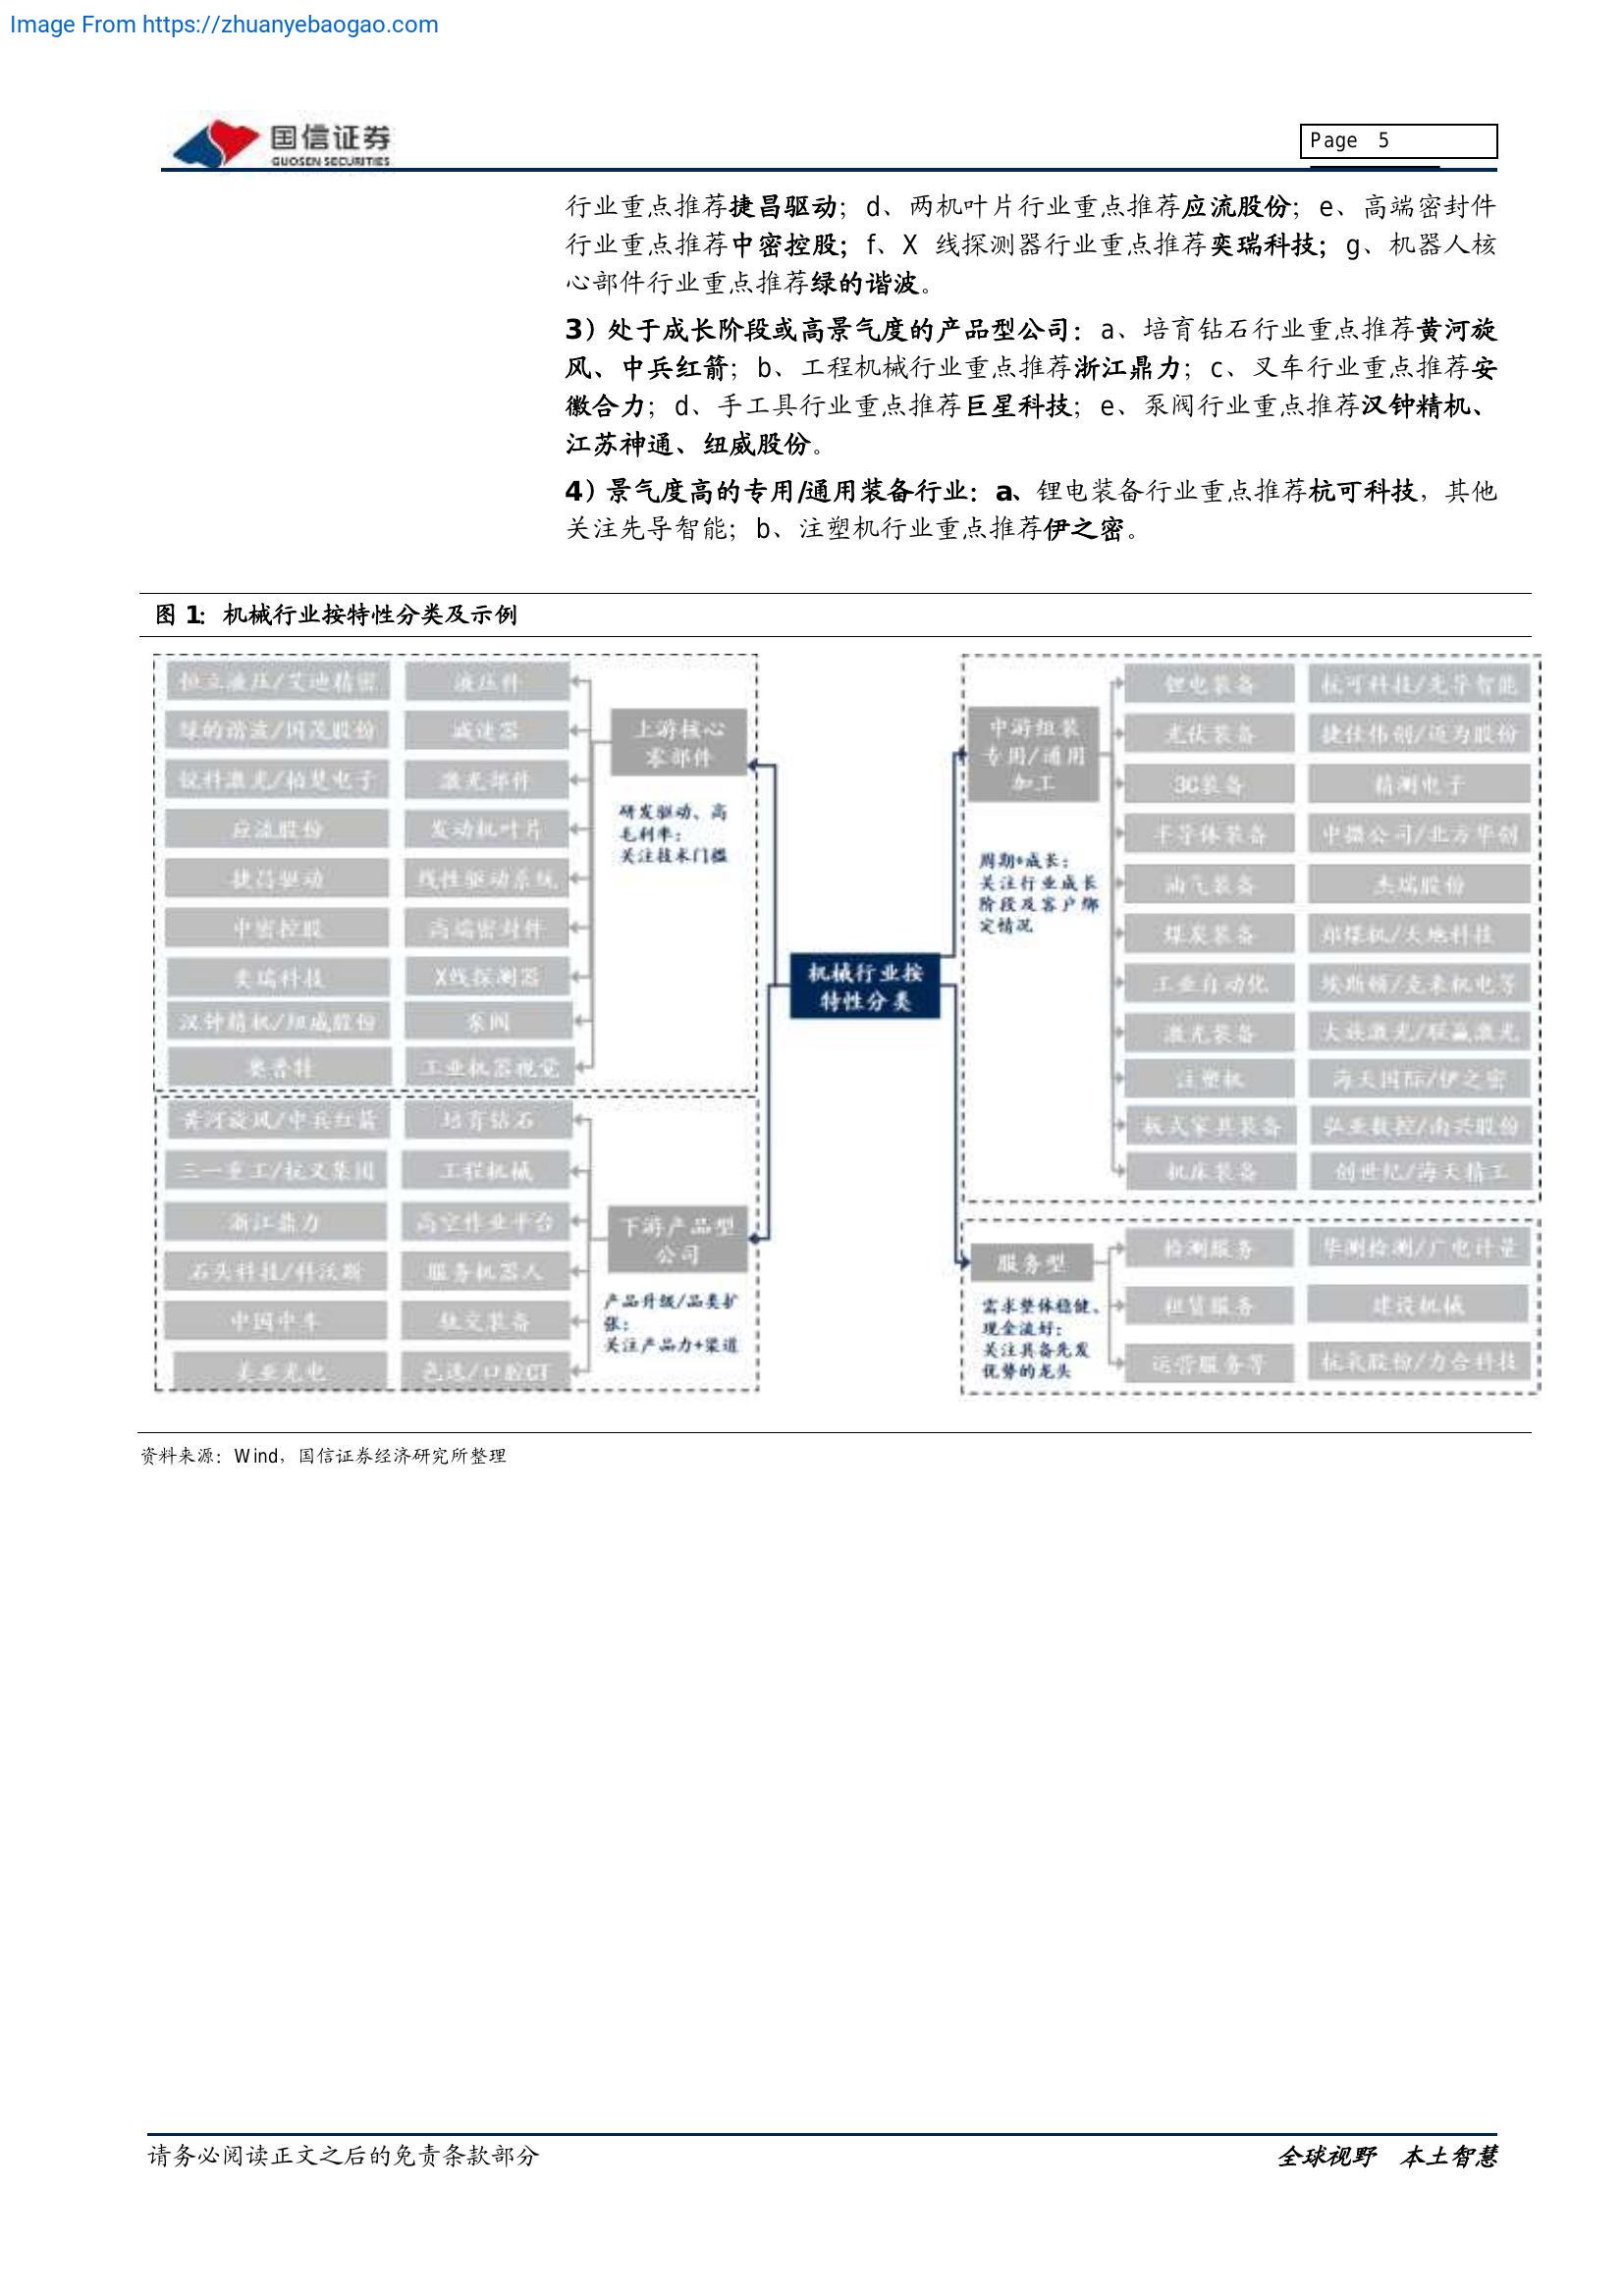 Image From https://zhuanyebaogao.com
国信证券
GUOSEN SECURITIES
Page 5
行业重点推荐捷昌驱动；d、两机叶片行业重点推荐应流股份；e、高端密封件
行业重点推荐中密控股；f、X 线探测器行业重点推荐奕瑞科技；g、机器人核
心部件行业重点推荐绿的谐波。
3）处于成长阶段或高景气度的产品型公司：a、培育钻石行业重点推荐黄河旋
风、中兵红箭；b、工程机械行业重点推荐浙江鼎力；c、叉车行业重点推荐安
徽合力；d、手工具行业重点推荐巨星科技；e、泵阀行业重点推荐汉钟精机、
江苏神通、纽威股份。
4）景气度高的专用/通用装备行业：a、锂电装备行业重点推荐杭可科技，其他
关注先导智能；b、注塑机行业重点推荐伊之密。
图 1：机械行业按特性分类及示例
恒立液压/艾迪精密
液压件
绿的谐波/国茂股份
减速器
锐科激光/柏楚电子
激光部件
应流股份
发动机叶片
捷昌驱动
线性驱动系统
中密控股
高端密封件
奕瑞科技
X线探测器
汉钟精机/纽威股份
泵阀
奥普特
工业机器视觉
上游核心
零部件
研发驱动、高
毛利率；
关注技术门槛
黄河旋风/中兵红箭
培育钻石
三一重工/杭叉集团
工程机械
浙江鼎力
高空作业平台
石头科技/科沃斯
服务机器人
中国中车
轨交装备
美亚光电
色选/口腔CT
下游产品型
公司
产品升级/品类扩
张；
关注产品力+渠道
机械行业按
特性分类
中游组装
专用/通用
加工
周期+成长；
关注行业成长
阶段及客户绑
定情况
锂电装备
杭可科技/先导智能
光伏装备
捷佳伟创/迈为股份
3C装备
精测电子
半导体装备
中微公司/北方华创
油气装备
杰瑞股份
煤炭装备
郑煤机/天地科技
工业自动化
埃斯顿/克来机电等
激光装备
大族激光/联赢激光
注塑机
海天国际/伊之密
板式家具装备
弘亚数控/南兴股份
机床装备
创世纪/海天精工
服务型
需求整体稳健、
现金流好；
关注具备先发
优势的龙头
检测服务
华测检测/广电计量
租赁服务
建设机械
运营服务等
杭氧股份/力合科技
资料来源：Wind，国信证券经济研究所整理
请务必阅读正文之后的免责条款部分
全球视野 本土智慧